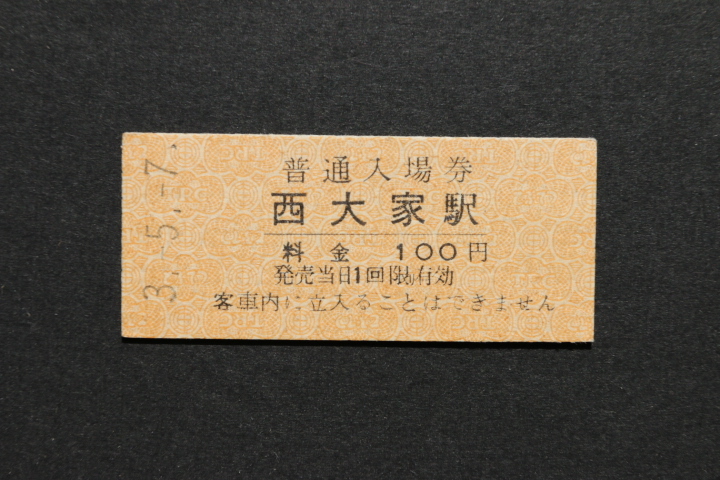 普通入場券
西大家駅
料金 100円
発売当日1回限り有効
客車内に立入ることはできません
3.-5.-7.